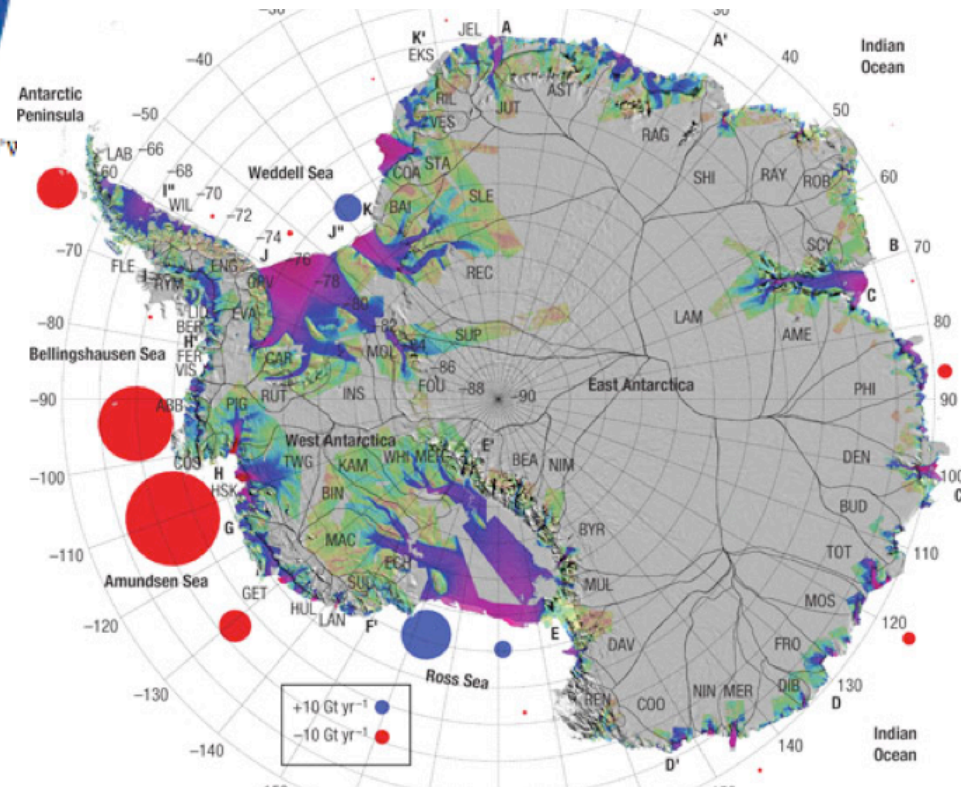 JEL
A
K'
EKS
A'
Indian
Ocean
-40
40
Antarctic
Peninsula
-50
RIL
JUT
AST
50
VES
RAG
LAB
60
-66
-68
-70
-72
-74
I"
WIL
Weddell Sea
STA
COA
SHI
RAY
ROB
60
K
BAI
SLE
J"
SCY
B
70
-70
FLE
RYM
ENG
J
ORV
-76
-78
-80
REC
C
LAM
AME
80
EVA
BER
H'
-80
-82
SUP
Bellingshausen Sea
FER
VIS
CAR
MOL
-86
-88
-90
FOU
East Antarctica
PHI
90
-90
ABB
PIG
RUT
INS
West Antarctica
E'
COS
TWG
KAM
WHI
MER
BEA
NIM
DEN
100
-100
H
HSK
BIN
BUD
G
MAC
BYR
TOT
110
-110
ECH
Amundsen Sea
SUL
MUL
MOS
GET
HUL
LAN
F'
E
DAV
FRO
120
-120
Ross Sea
DIB
130
-130
REN
COO
NIN
MER
D
+10 Gt yr⁻¹
-10 Gt yr⁻¹
-140
D'
140
Indian
Ocean